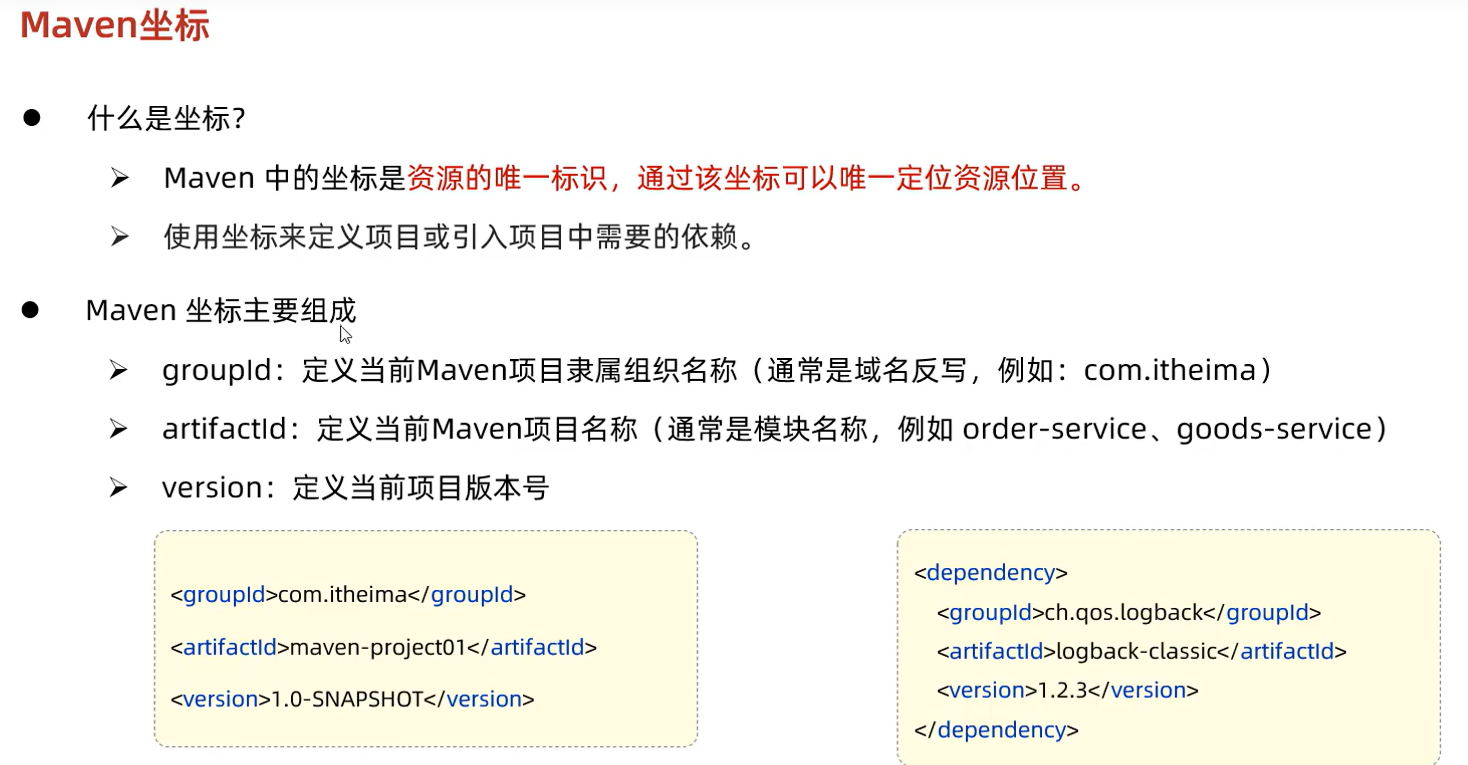 Maven坐标
什么是坐标？
Maven 中的坐标是资源的唯一标识，通过该坐标可以唯一定位资源位置。
使用坐标来定义项目或引入项目中需要的依赖。
Maven 坐标主要组成
groupId：定义当前Maven项目隶属组织名称（通常是域名反写，例如：com.itheima）
artifactId：定义当前Maven项目名称（通常是模块名称，例如 order-service、goods-service）
version：定义当前项目版本号
<groupId>com.itheima</groupId>
<artifactId>maven-project01</artifactId>
<version>1.0-SNAPSHOT</version>
<dependency>
<groupId>ch.qos.logback</groupId>
<artifactId>logback-classic</artifactId>
<version>1.2.3</version>
</dependency>